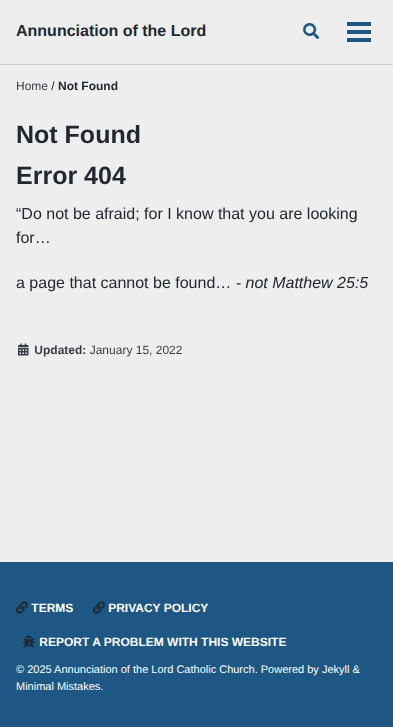 Annunciation of the Lord
Home / Not Found
Not Found
Error 404
“Do not be afraid; for I know that you are looking
for…
a page that cannot be found… - not Matthew 25:5
Updated: January 15, 2022
TERMS PRIVACY POLICY
REPORT A PROBLEM WITH THIS WEBSITE
© 2025 Annunciation of the Lord Catholic Church. Powered by Jekyll &
Minimal Mistakes.